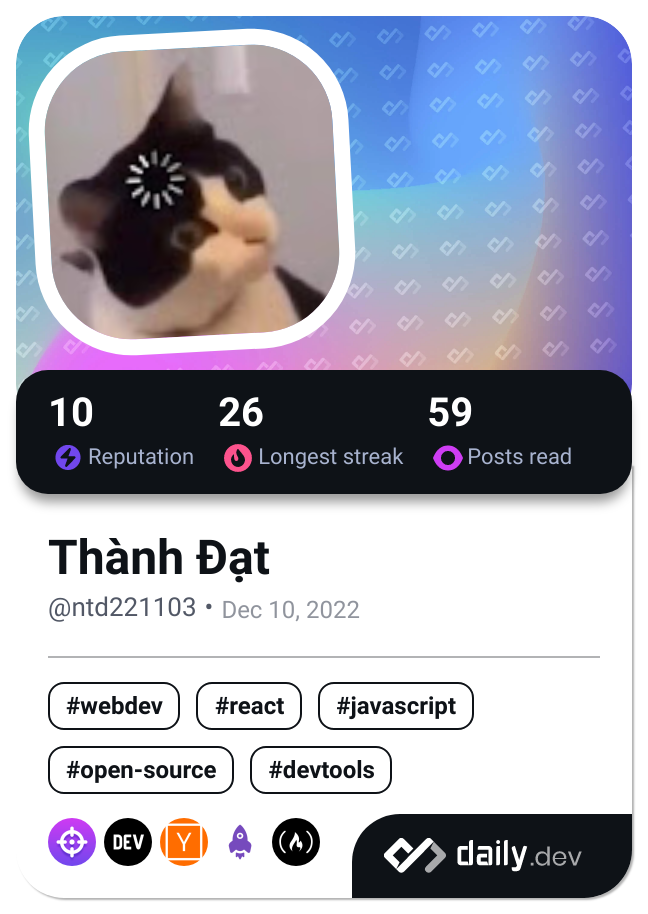 10 26 59
Reputation Longest streak Posts read
Thành Đạt
@ntd221103 • Dec 10, 2022
#webdev #react #javascript
#open-source #devtools
DEV Y daily.dev